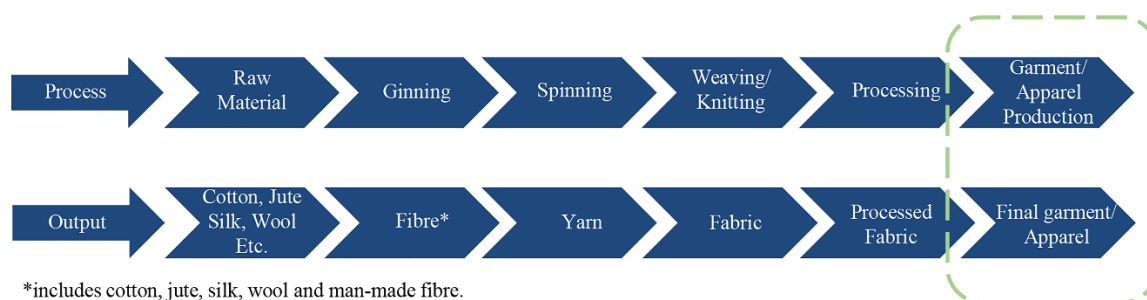 Process
Raw
Material
Ginning
Spinning
Weaving/
Knitting
Processing
Garment/
Apparel
Production
Output
Cotton, Jute
Silk, Wool
Etc.
Fibre*
Yarn
Fabric
Processed
Fabric
Final garment/
Apparel
*includes cotton, jute, silk, wool and man-made fibre.